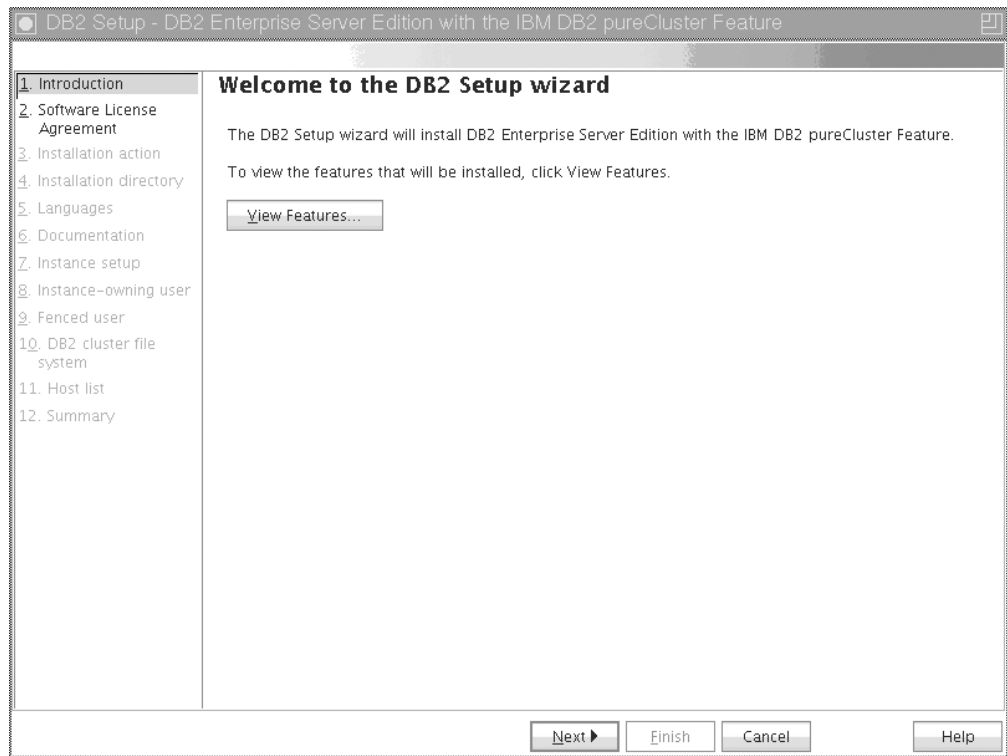 DB2 Setup - DB2 Enterprise Server Edition with the IBM DB2 pureCluster Feature
1. Introduction
2. Software License
Agreement
3. Installation action
4. Installation directory
5. Languages
6. Documentation
7. Instance setup
8. Instance-owning user
9. Fenced user
10. DB2 cluster file
system
11. Host list
12. Summary
Welcome to the DB2 Setup wizard
The DB2 Setup wizard will install DB2 Enterprise Server Edition with the IBM DB2 pureCluster Feature.
To view the features that will be installed, click View Features.
View Features...
Next
Finish
Cancel
Help